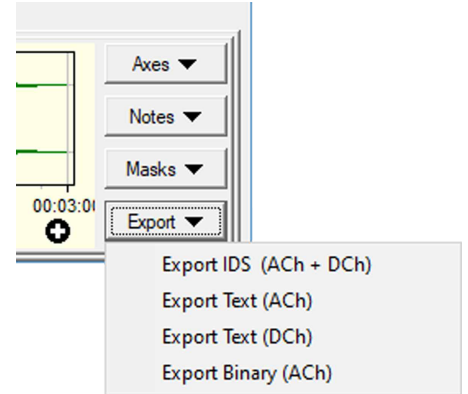 Axes
Notes
Masks
00:03:00
Export
Export IDS (ACh + DCh)
Export Text (ACh)
Export Text (DCh)
Export Binary (ACh)